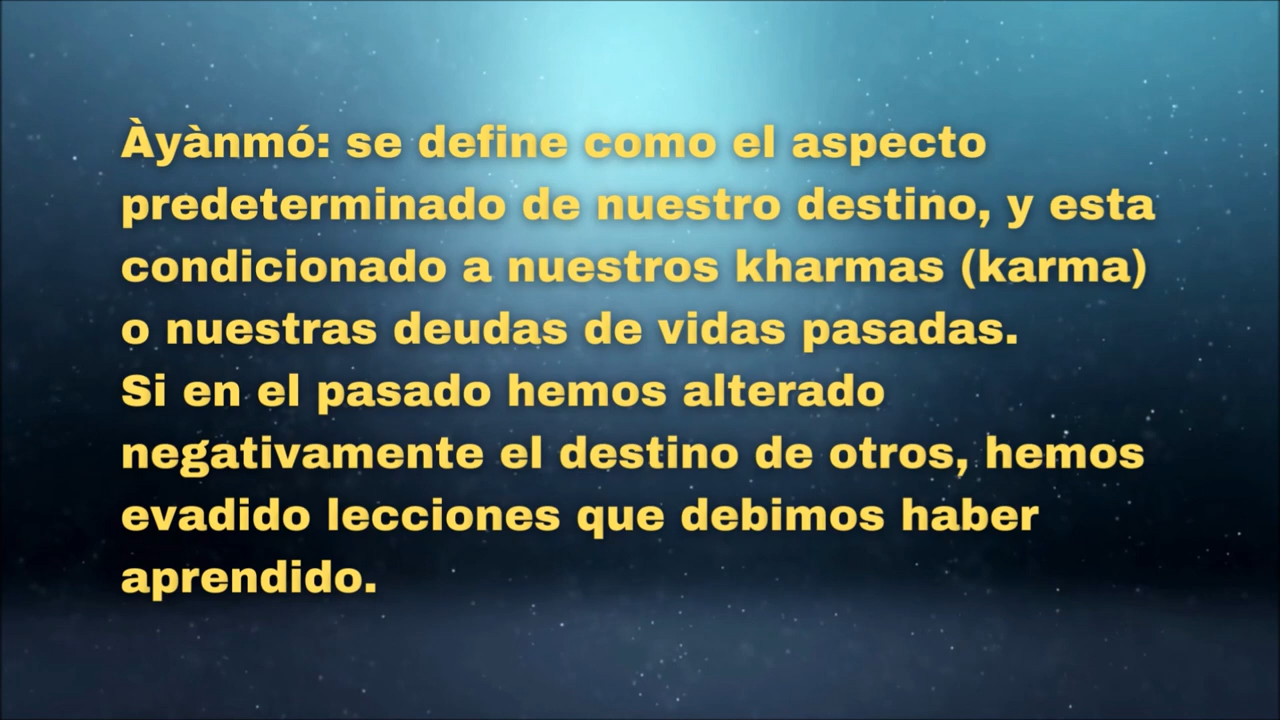 Àyànmó: se define como el aspecto
predeterminado de nuestro destino, y esta
condicionado a nuestros kharmas (karma)
o nuestras deudas de vidas pasadas.
Si en el pasado hemos alterado
negativamente el destino de otros, hemos
evadido lecciones que debimos haber
aprendido.